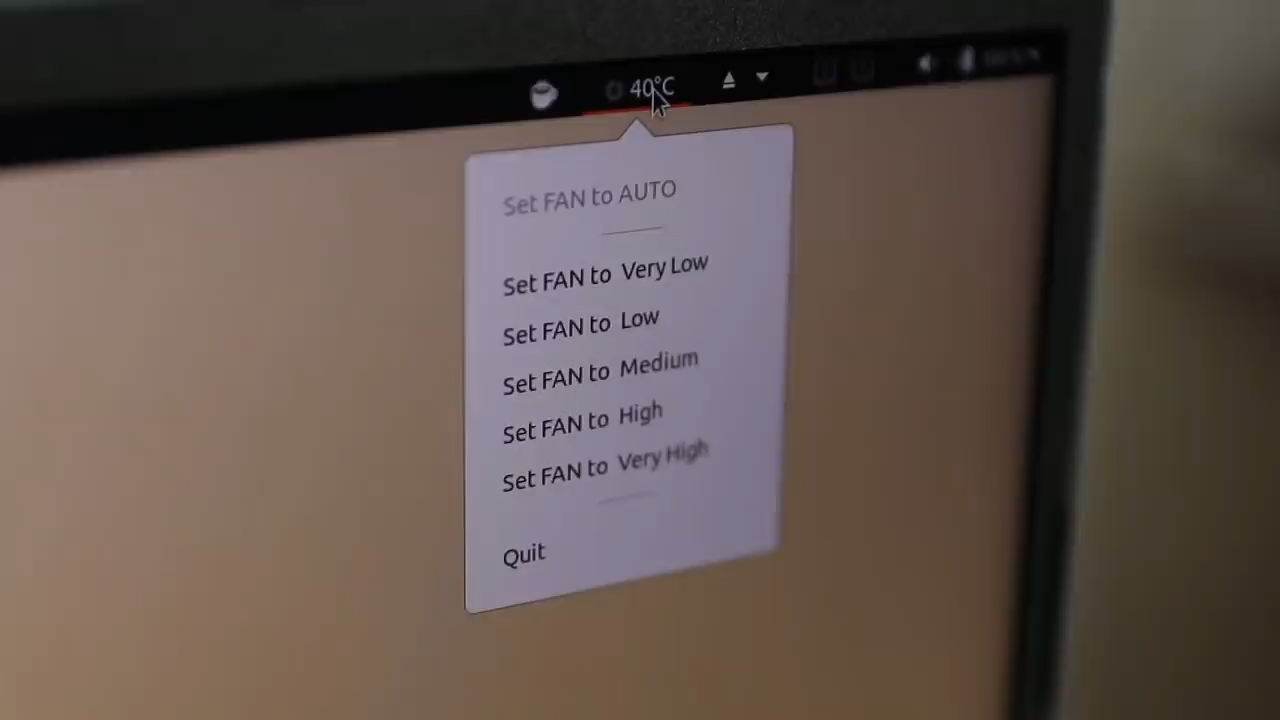 40°C
Set FAN to AUTO
Set FAN to Very Low
Set FAN to Low
Set FAN to Medium
Set FAN to High
Set FAN to Very High
Quit